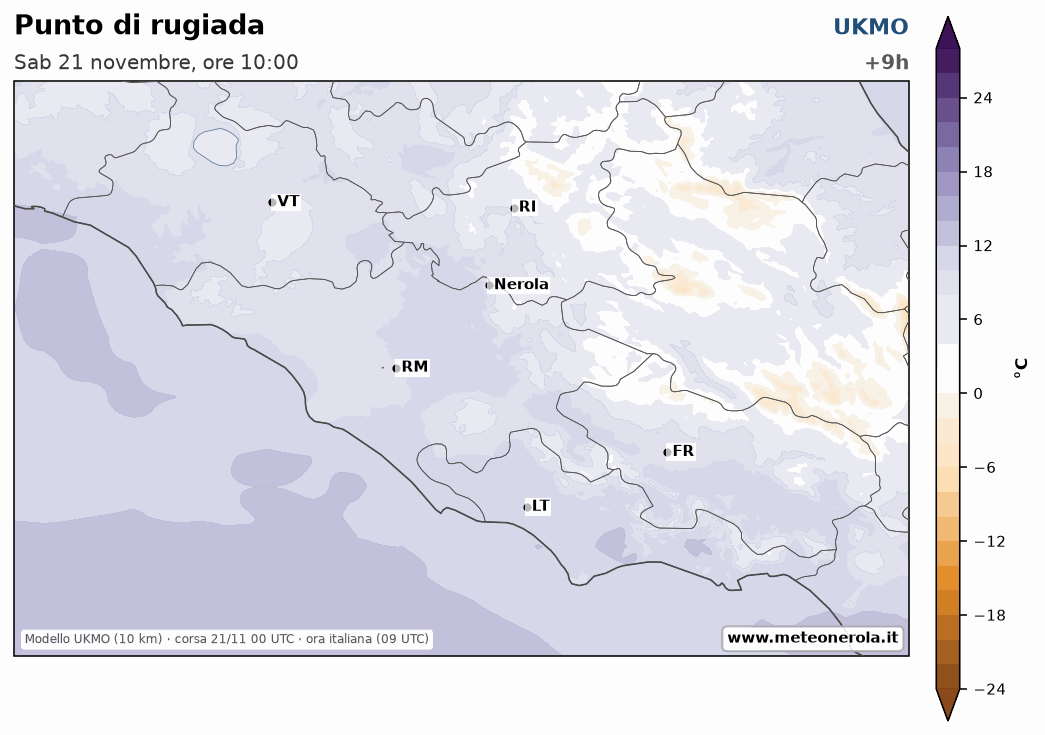 Punto di rugiada
UKMO
Sab 21 novembre, ore 10:00
+9h
VT
RI
Nerola
RM
FR
LT
24
18
12
6
0
−6
−12
−18
−24
°C
Modello UKMO (10 km) · corsa 21/11 00 UTC · ora italiana (09 UTC)
www.meteonerola.it